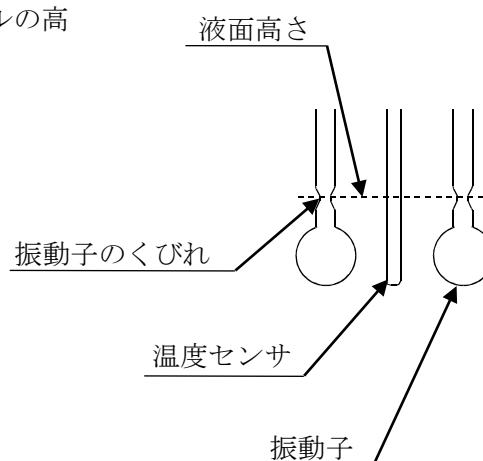 ルの高
液面高さ
振動子のくびれ
温度センサ
振動子